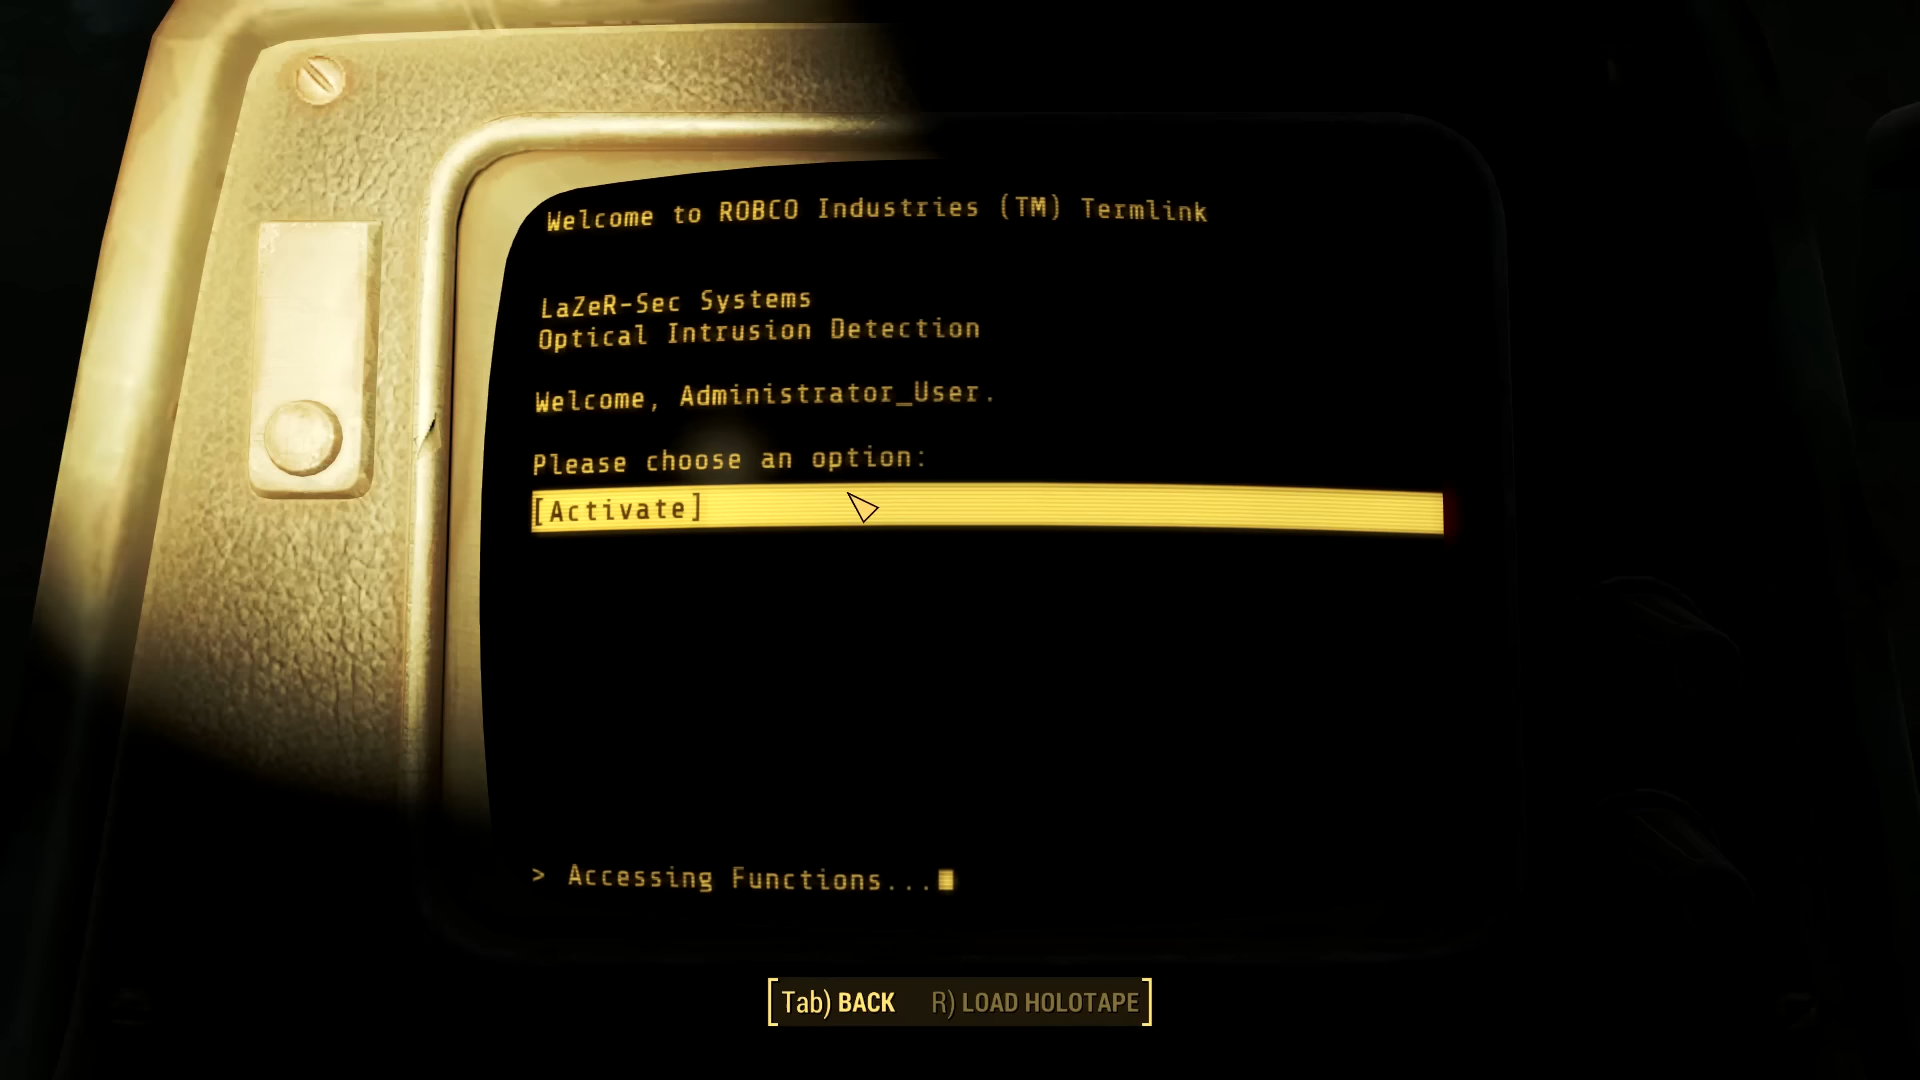 Welcome to ROBCO Industries (TM) Termlink
LaZeR-Sec Systems
Optical Intrusion Detection
Welcome, Administrator_User.
Please choose an option:
[Activate]
> Accessing Functions...
Tab) BACK R) LOAD HOLOTAPE